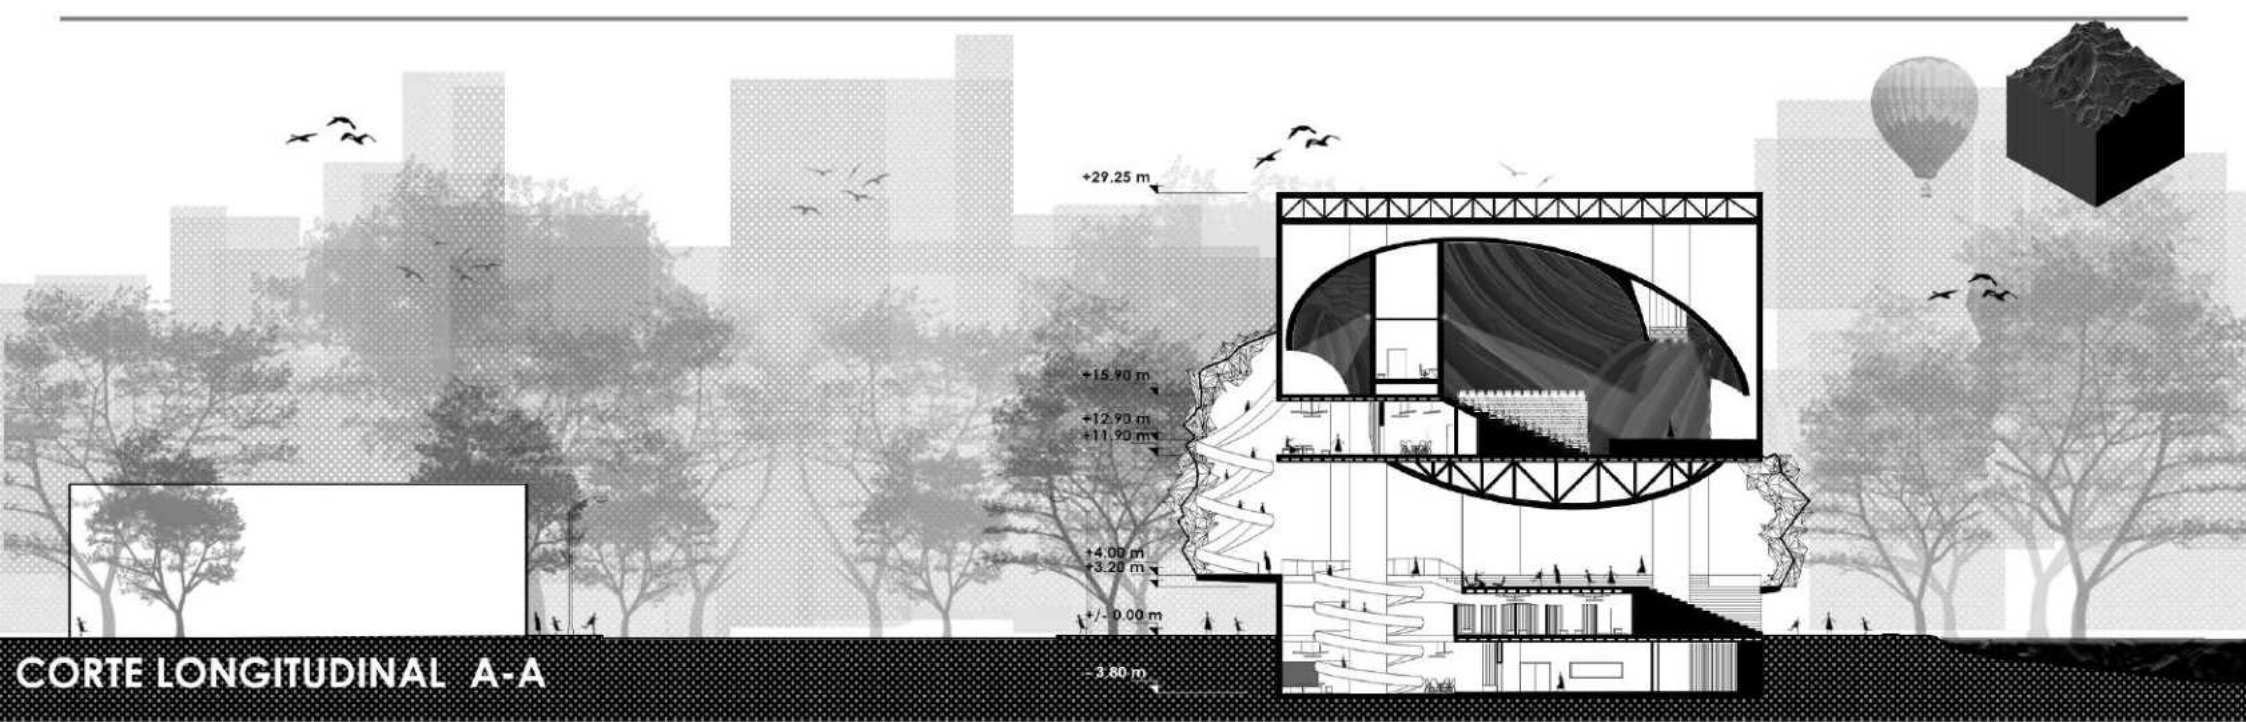 +29.25 m
+15.90 m
+12.90 m
+11.90 m
+4.00 m
+3.20 m
+/- 0.00 m
- 3.80 m
CORTE LONGITUDINAL A-A